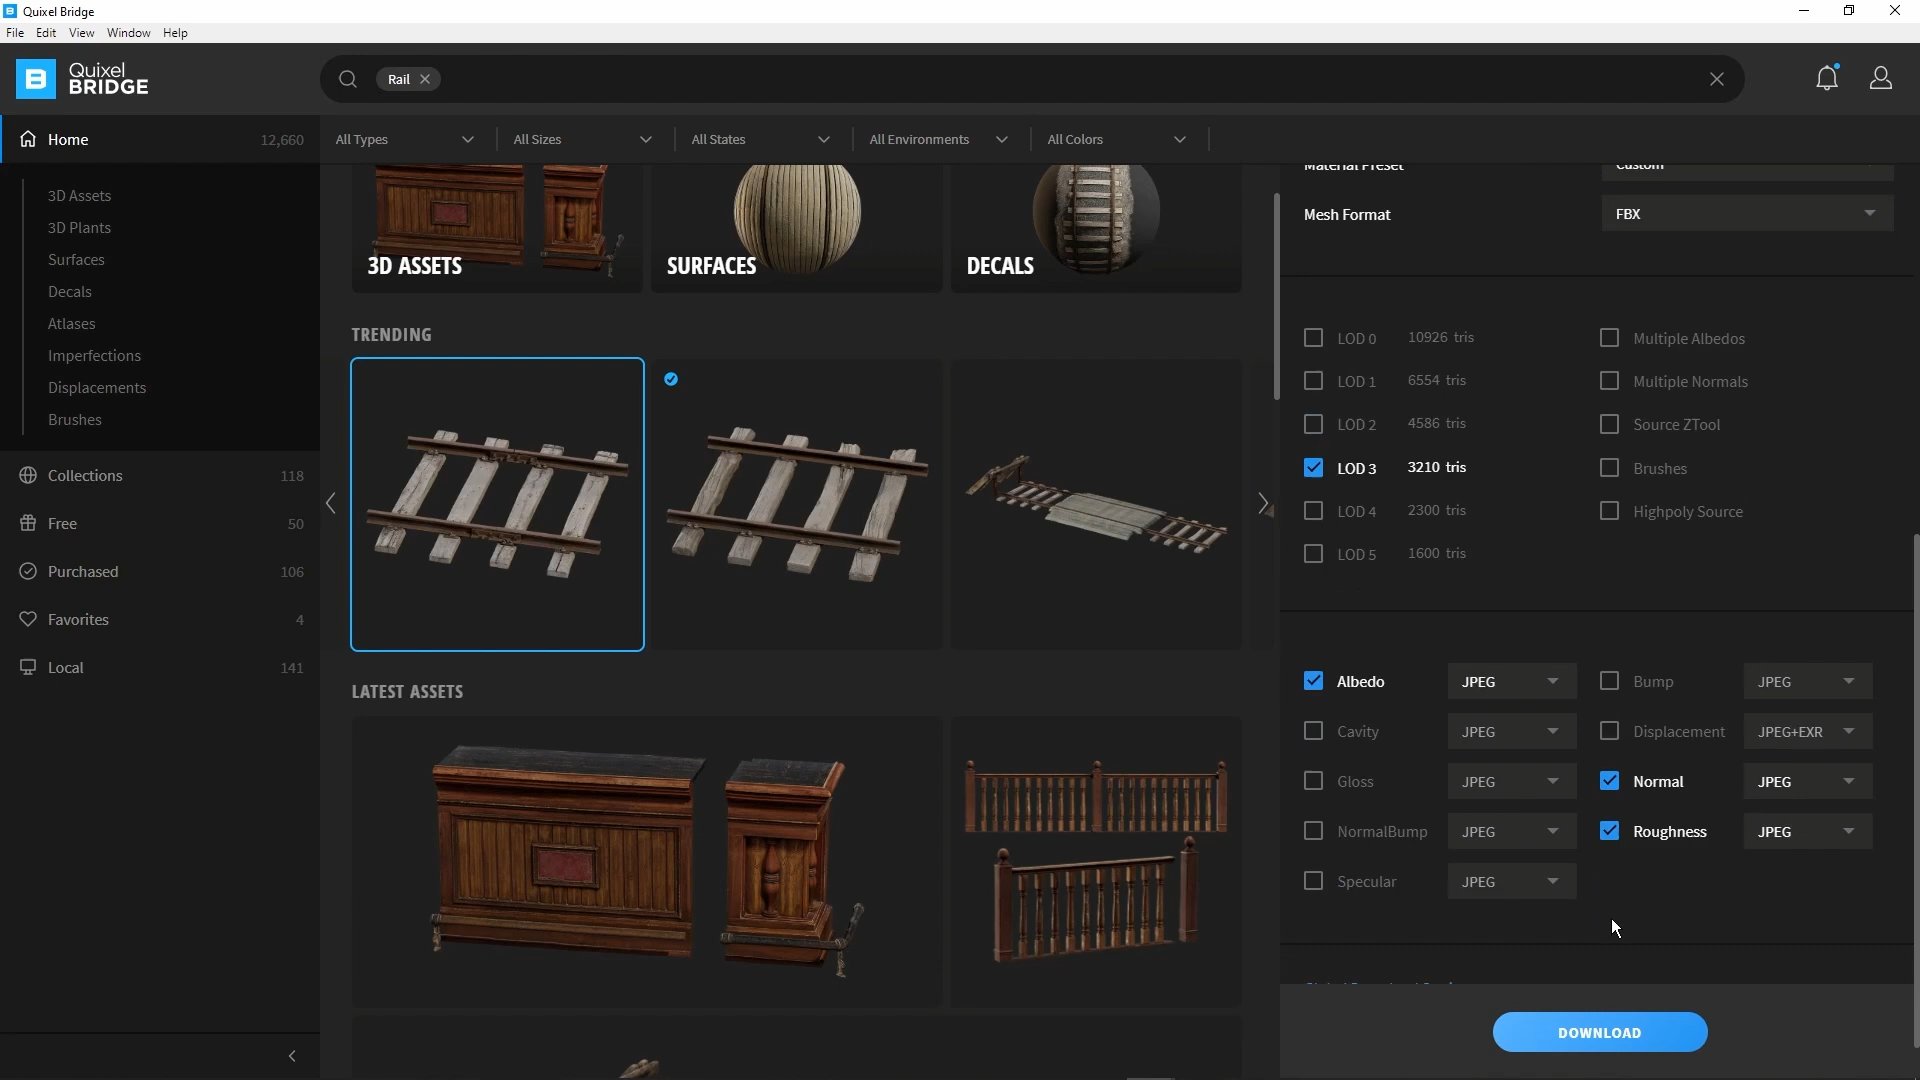 Quixel Bridge
File Edit View Window Help
Quixel
BRIDGE
Rail
Home 12,660
All Types All Sizes All States All Environments All Colors
3D Assets
3D Plants
Surfaces
Decals
Atlases
Imperfections
Displacements
Brushes
Collections 118
Free 50
Purchased 106
Favorites 4
Local 141
3D ASSETS SURFACES DECALS
TRENDING
LATEST ASSETS
Material Preset Custom
Mesh Format FBX
LOD 0 10926 tris Multiple Albedos
LOD 1 6554 tris Multiple Normals
LOD 2 4586 tris Source ZTool
LOD 3 3210 tris Brushes
LOD 4 2300 tris Highpoly Source
LOD 5 1600 tris
Albedo JPEG Bump JPEG
Cavity JPEG Displacement JPEG+EXR
Gloss JPEG Normal JPEG
NormalBump JPEG Roughness JPEG
Specular JPEG
DOWNLOAD